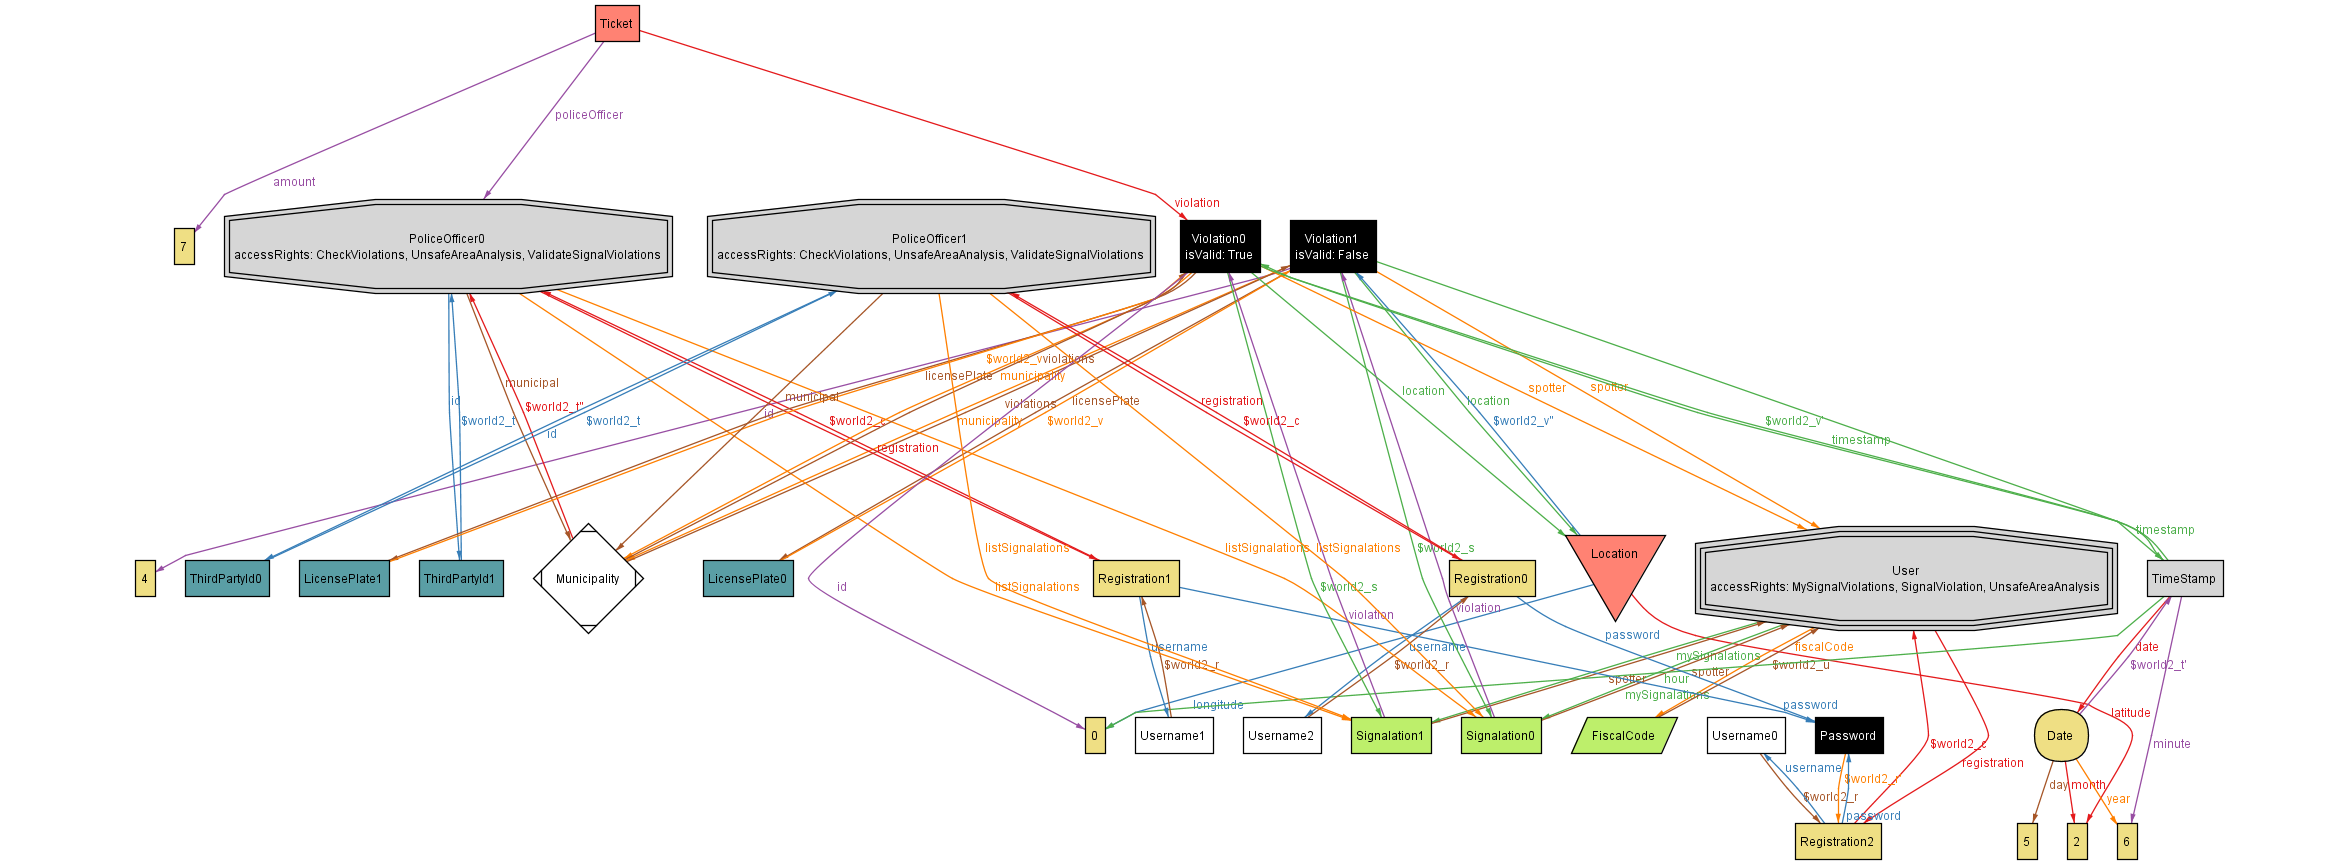 Ticket
policeOfficer
amount
violation
7
PoliceOfficer0
accessRights: CheckViolations, UnsafeAreaAnalysis, ValidateSignalViolations
PoliceOfficer1
accessRights: CheckViolations, UnsafeAreaAnalysis, ValidateSignalViolations
Violation0
isValid: True
Violation1
isValid: False
$world2_v
violations
licensePlate
municipality
municipal
municipal
id
$world2_t"
id
violations
licensePlate
registration
location
location
spotter
spotter
$world2_t
id
$world2_t
$world2_c
municipality
$world2_v
$world2_c
$world2_v"
$world2_v'
timestamp
registration
listSignalations
listSignalations
listSignalations
$world2_s
timestamp
4
ThirdPartyId0
LicensePlate1
ThirdPartyId1
Municipality
LicensePlate0
id
listSignalations
Registration1
$world2_s
Registration0
Location
User
accessRights: MySignalViolations, SignalViolation, UnsafeAreaAnalysis
TimeStamp
violation
violation
username
$world2_r
username
$world2_r
password
mySignalations
fiscalCode
$world2_u
date
$world2_t'
spotter
hour
spotter
mySignalations
longitude
password
latitude
0
Username1
Username2
Signalation1
Signalation0
FiscalCode
Username0
Password
$world2_c
Date
minute
username
$world2_r'
registration
$world2_r
password
day
month
year
Registration2
5
2
6